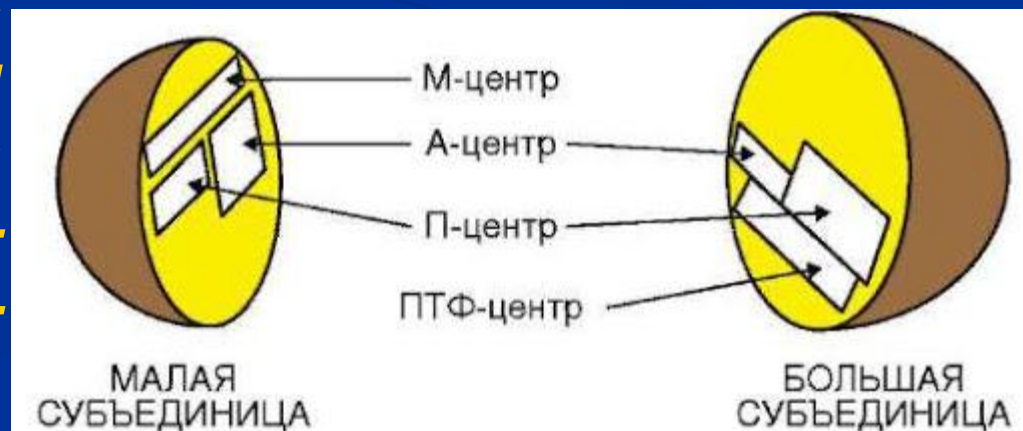 М-центр
А-центр
П-центр
ПТФ-центр
МАЛАЯ
СУБЪЕДИНИЦА
БОЛЬШАЯ
СУБЪЕДИНИЦА